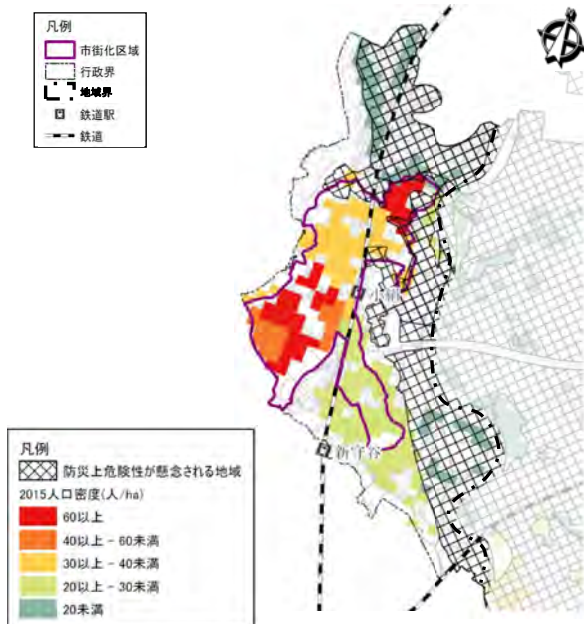 凡例
市街化区域
行政界
地域界
鉄道駅
鉄道
小絹
新守谷
凡例
防災上危険性が懸念される地域
2015人口密度(人/ha)
60以上
40以上 - 60未満
30以上 - 40未満
20以上 - 30未満
20未満